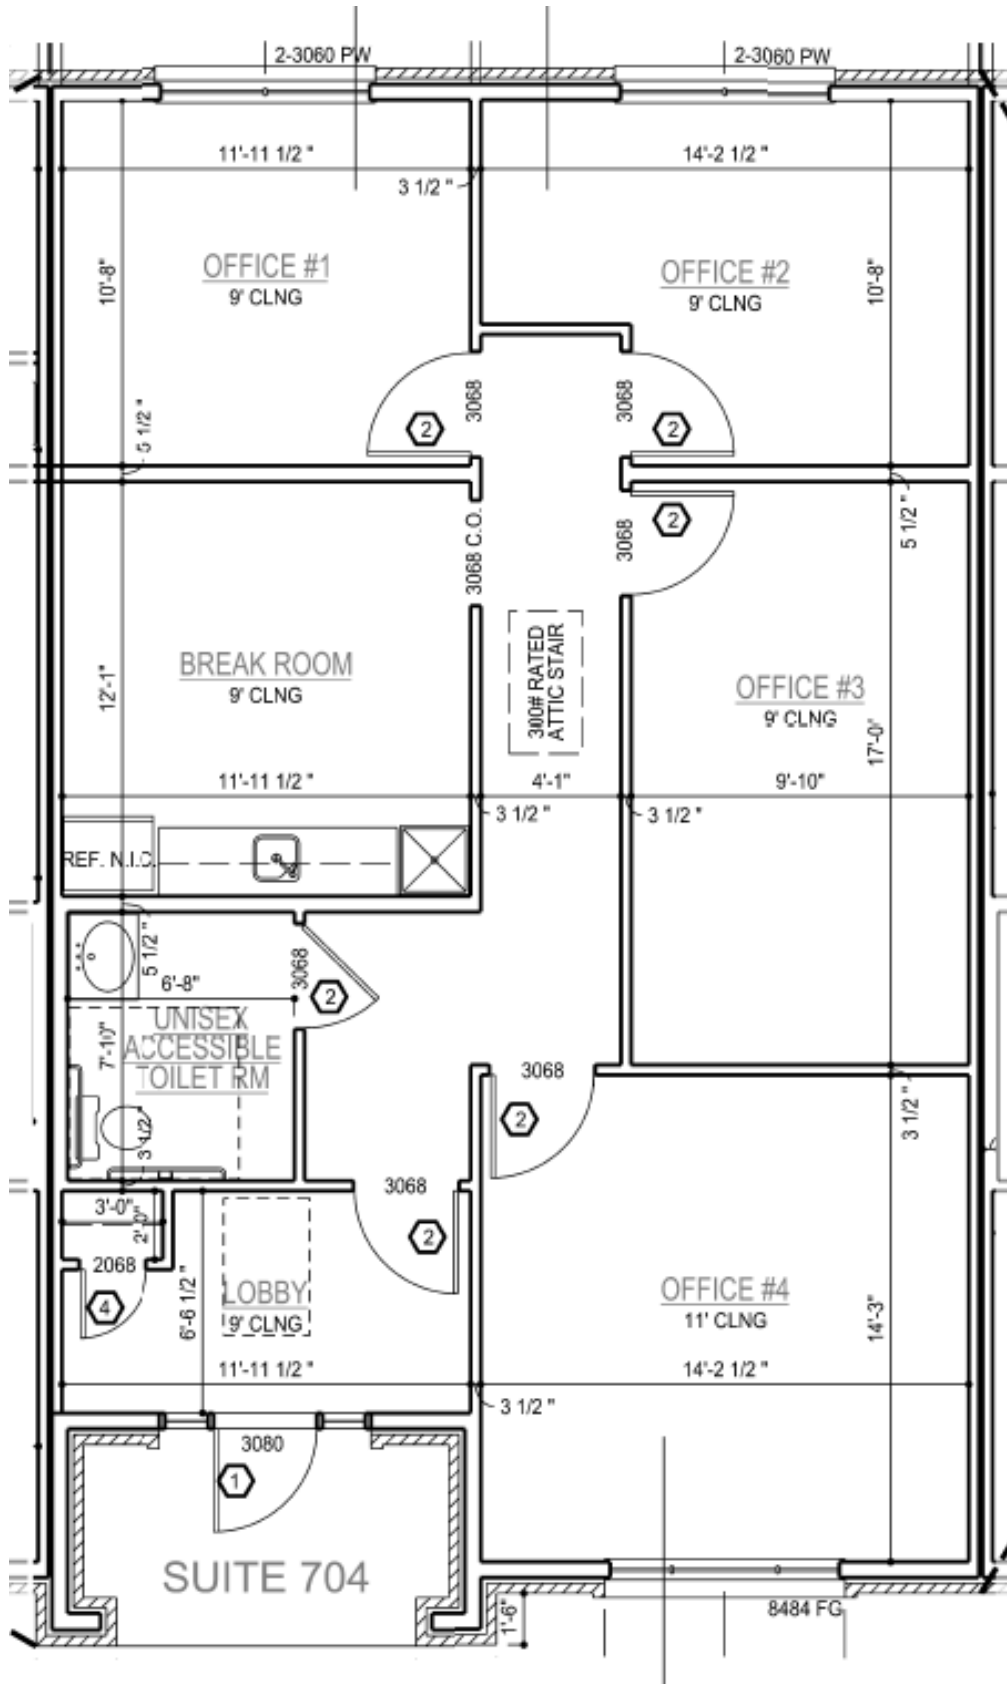 2-3060 PW
2-3060 PW
11'-11 1/2 "
14'-2 1/2 "
3 1/2 "
OFFICE #1
9' CLNG
OFFICE #2
9' CLNG
10'-8"
10'-8"
3068
3068
2
2
5 1/2 "
5 1/2 "
3068 C.O.
3068
2
BREAK ROOM
9' CLNG
300# RATED
ATTIC STAIR
OFFICE #3
9' CLNG
12'-1"
17'-0"
11'-11 1/2 "
4'-1"
9'-10"
3 1/2 "
3 1/2 "
REF. N.I.C.
5 1/2 "
6'-8"
3068
2
UNISEX
ACCESSIBLE
TOILET RM
7'-10"
3 1/2
3068
2
3 1/2 "
3068
2
3'-0"
2'-0"
2068
4
6'-6 1/2 "
LOBBY
9' CLNG
OFFICE #4
11' CLNG
14'-3"
11'-11 1/2 "
14'-2 1/2 "
3 1/2 "
3080
1
SUITE 704
1'-6"
8484 FG